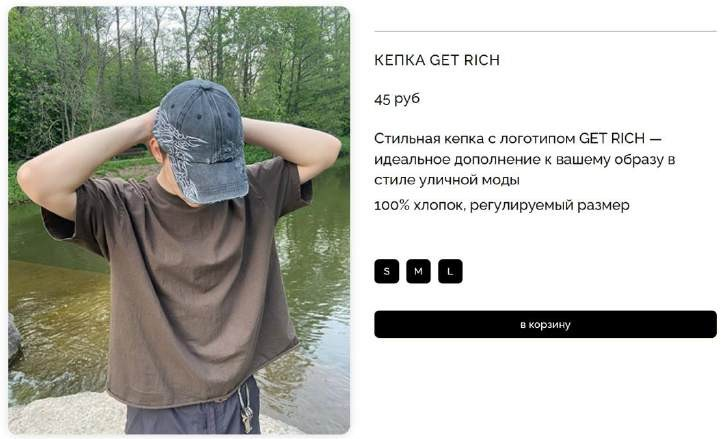 КЕПКА GET RICH
45 руб
Стильная кепка с логотипом GET RICH —
идеальное дополнение к вашему образу в
стиле уличной моды
100% хлопок, регулируемый размер
S M L
в корзину